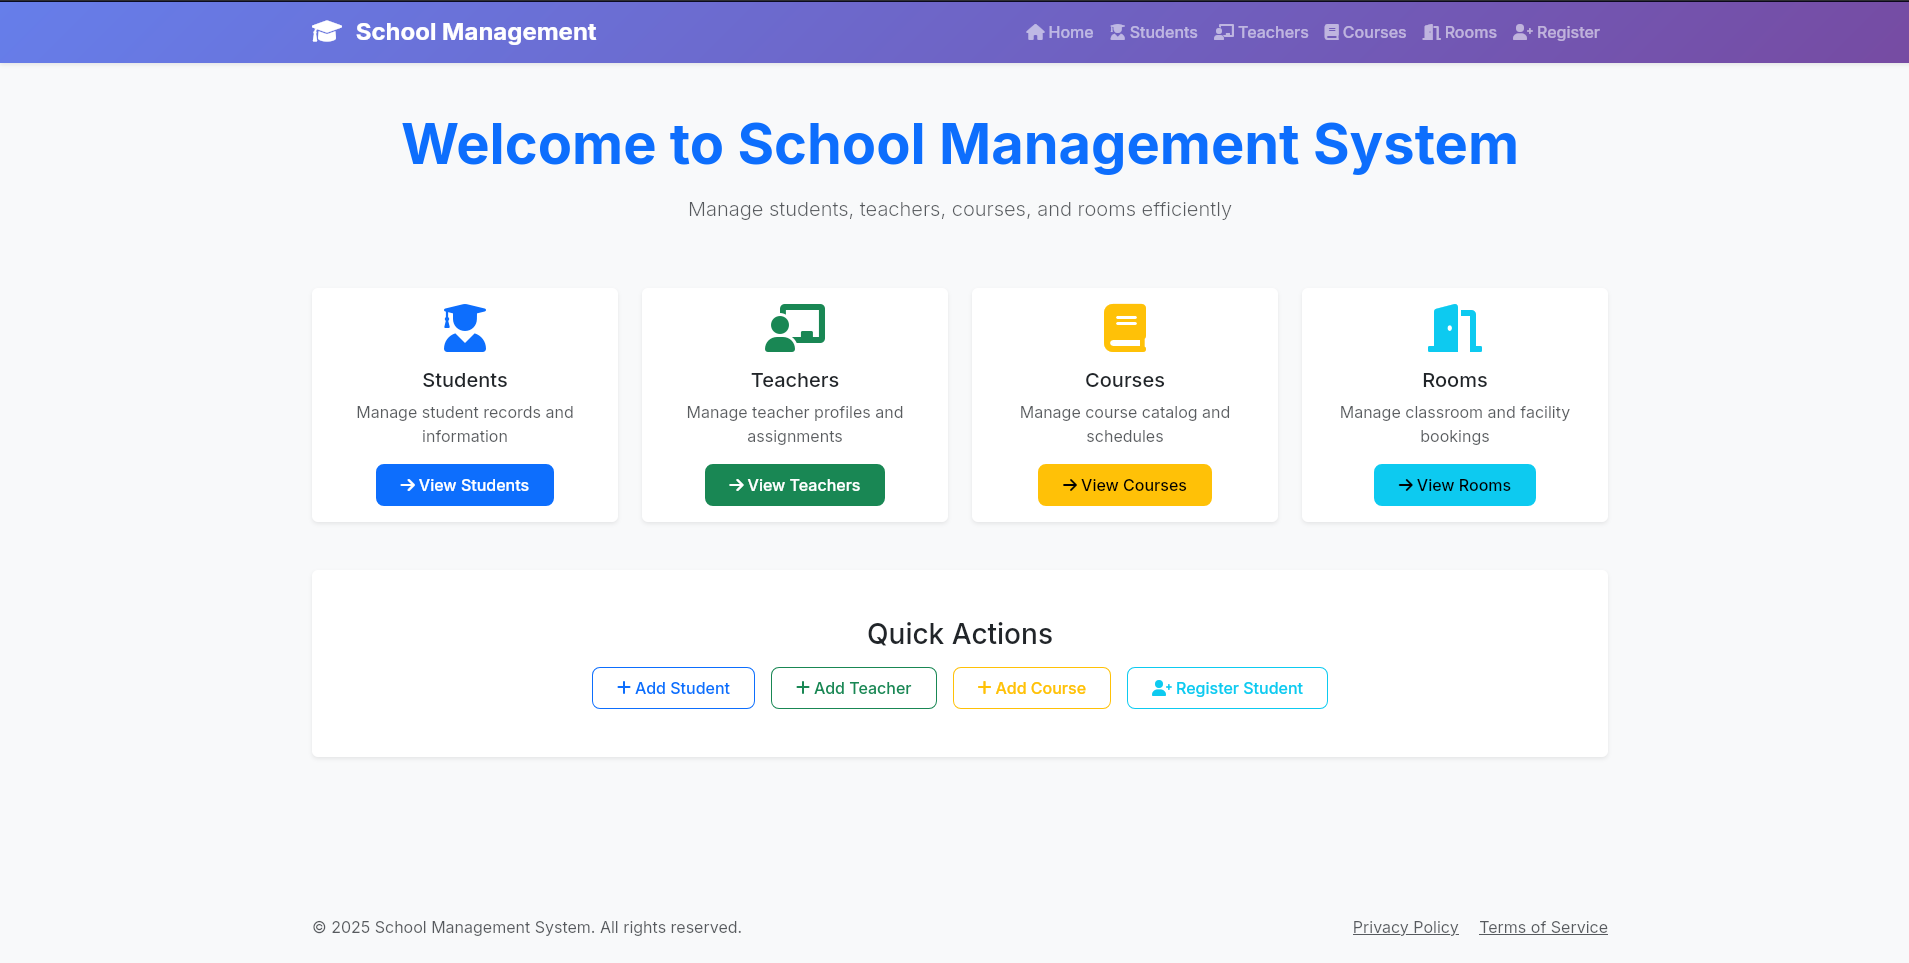 School Management
Home Students Teachers Courses Rooms Register
Welcome to School Management System
Manage students, teachers, courses, and rooms efficiently
Students
Manage student records and
information
View Students
Teachers
Manage teacher profiles and
assignments
View Teachers
Courses
Manage course catalog and
schedules
View Courses
Rooms
Manage classroom and facility
bookings
View Rooms
Quick Actions
Add Student Add Teacher Add Course Register Student
© 2025 School Management System. All rights reserved.
Privacy Policy Terms of Service